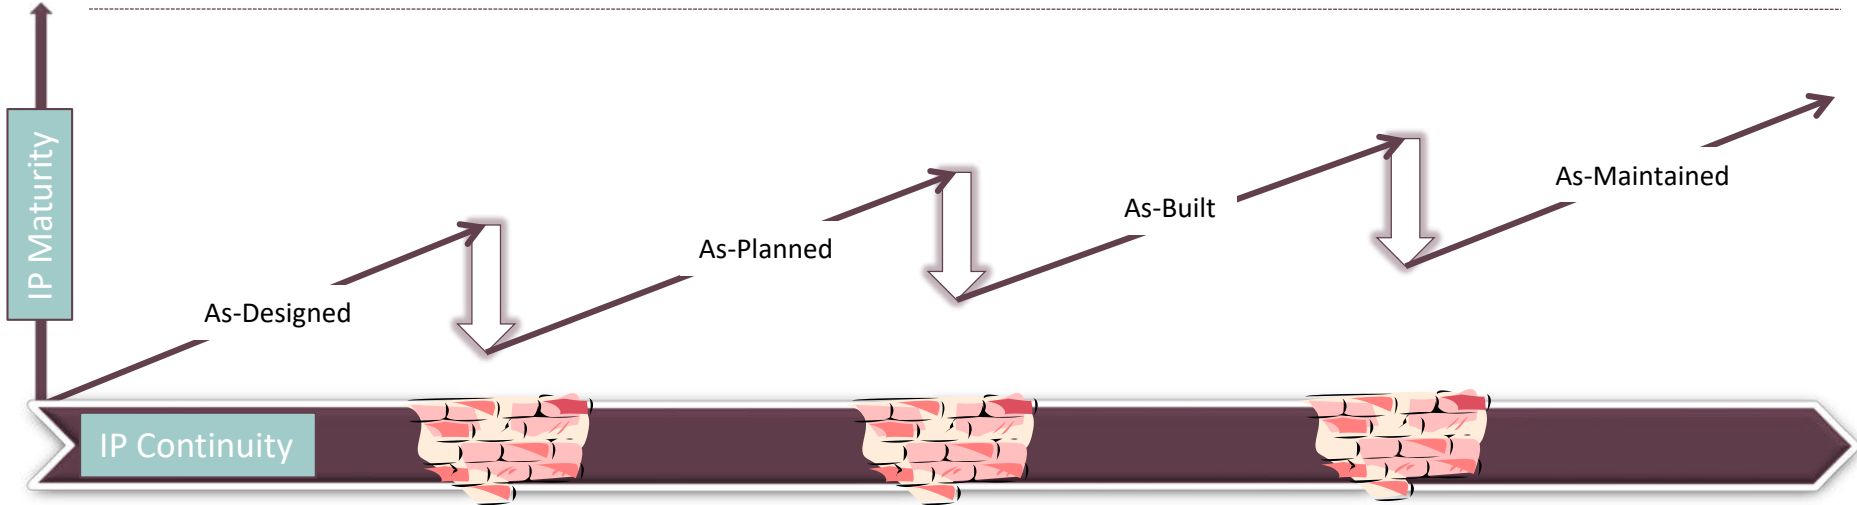 IP Maturity
As-Designed
As-Planned
As-Built
As-Maintained
IP Continuity